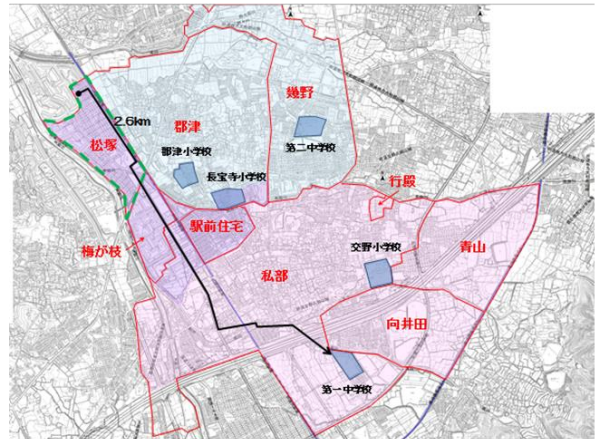 2.6km
幾野
郡津
第二中学校
松塚
郡津小学校
長宝寺小学校
行殿
駅前住宅
交野小学校
青山
梅が枝
私部
向井田
第一中学校